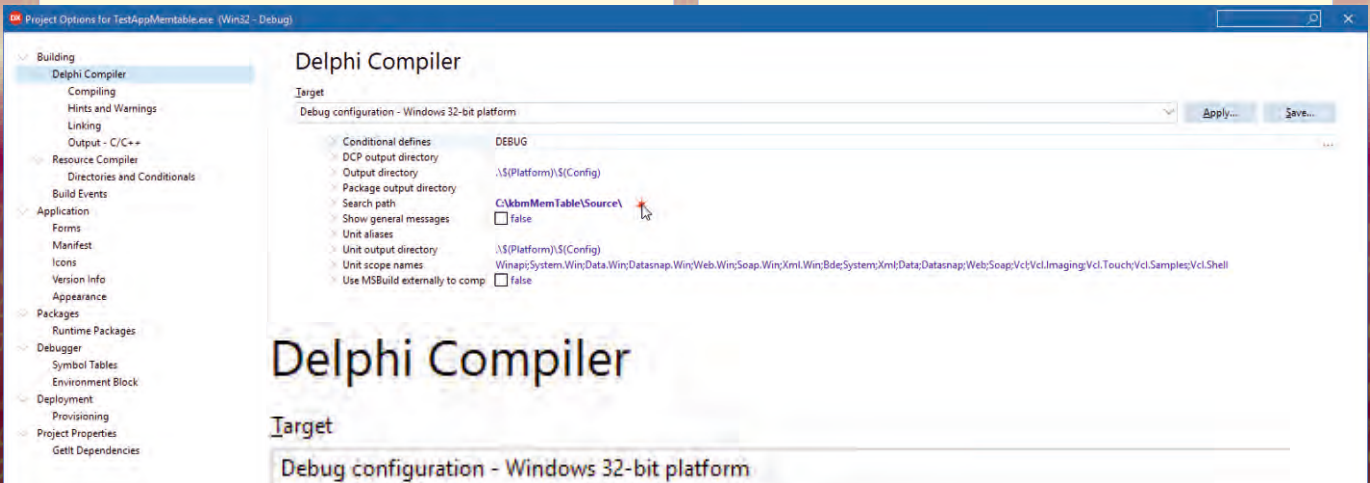 DX Project Options for TestAppMemtable.exe (Win32 - Debug)
Building
Delphi Compiler
Compiling
Hints and Warnings
Linking
Output - C/C++
Resource Compiler
Directories and Conditionals
Build Events
Application
Forms
Manifest
Icons
Version Info
Appearance
Packages
Runtime Packages
Debugger
Symbol Tables
Environment Block
Deployment
Provisioning
Project Properties
GetIt Dependencies
Delphi Compiler
Target
Debug configuration - Windows 32-bit platform
Apply...
Save...
Conditional defines DEBUG ...
DCP output directory
Output directory .\$(Platform)\$(Config)
Package output directory
Search path C:\kbmMemTable\Source\
Show general messages false
Unit aliases
Unit output directory .\$(Platform)\$(Config)
Unit scope names Winapi;System.Win;Data.Win;Datasnap.Win;Web.Win;Soap.Win;Xml.Win;Bde;System;Xml;Data;Datasnap;Web;Soap;Vcl;Vcl.Imaging;Vcl.Touch;Vcl.Samples;Vcl.Shell
Use MSBuild externally to comp false
Delphi Compiler
Target
Debug configuration - Windows 32-bit platform